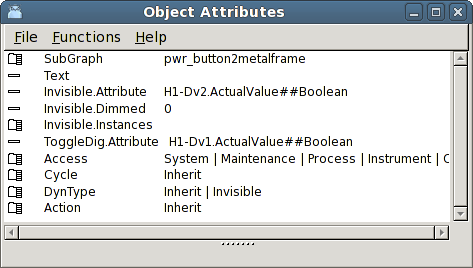 Object Attributes
File Functions Help
SubGraph pwr_button2metalframe
Text
Invisible.Attribute H1-Dv2.ActualValue##Boolean
Invisible.Dimmed 0
Invisible.Instances
ToggleDig.Attribute H1-Dv1.ActualValue##Boolean
Access System | Maintenance | Process | Instrument |
Cycle Inherit
DynType Inherit | Invisible
Action Inherit